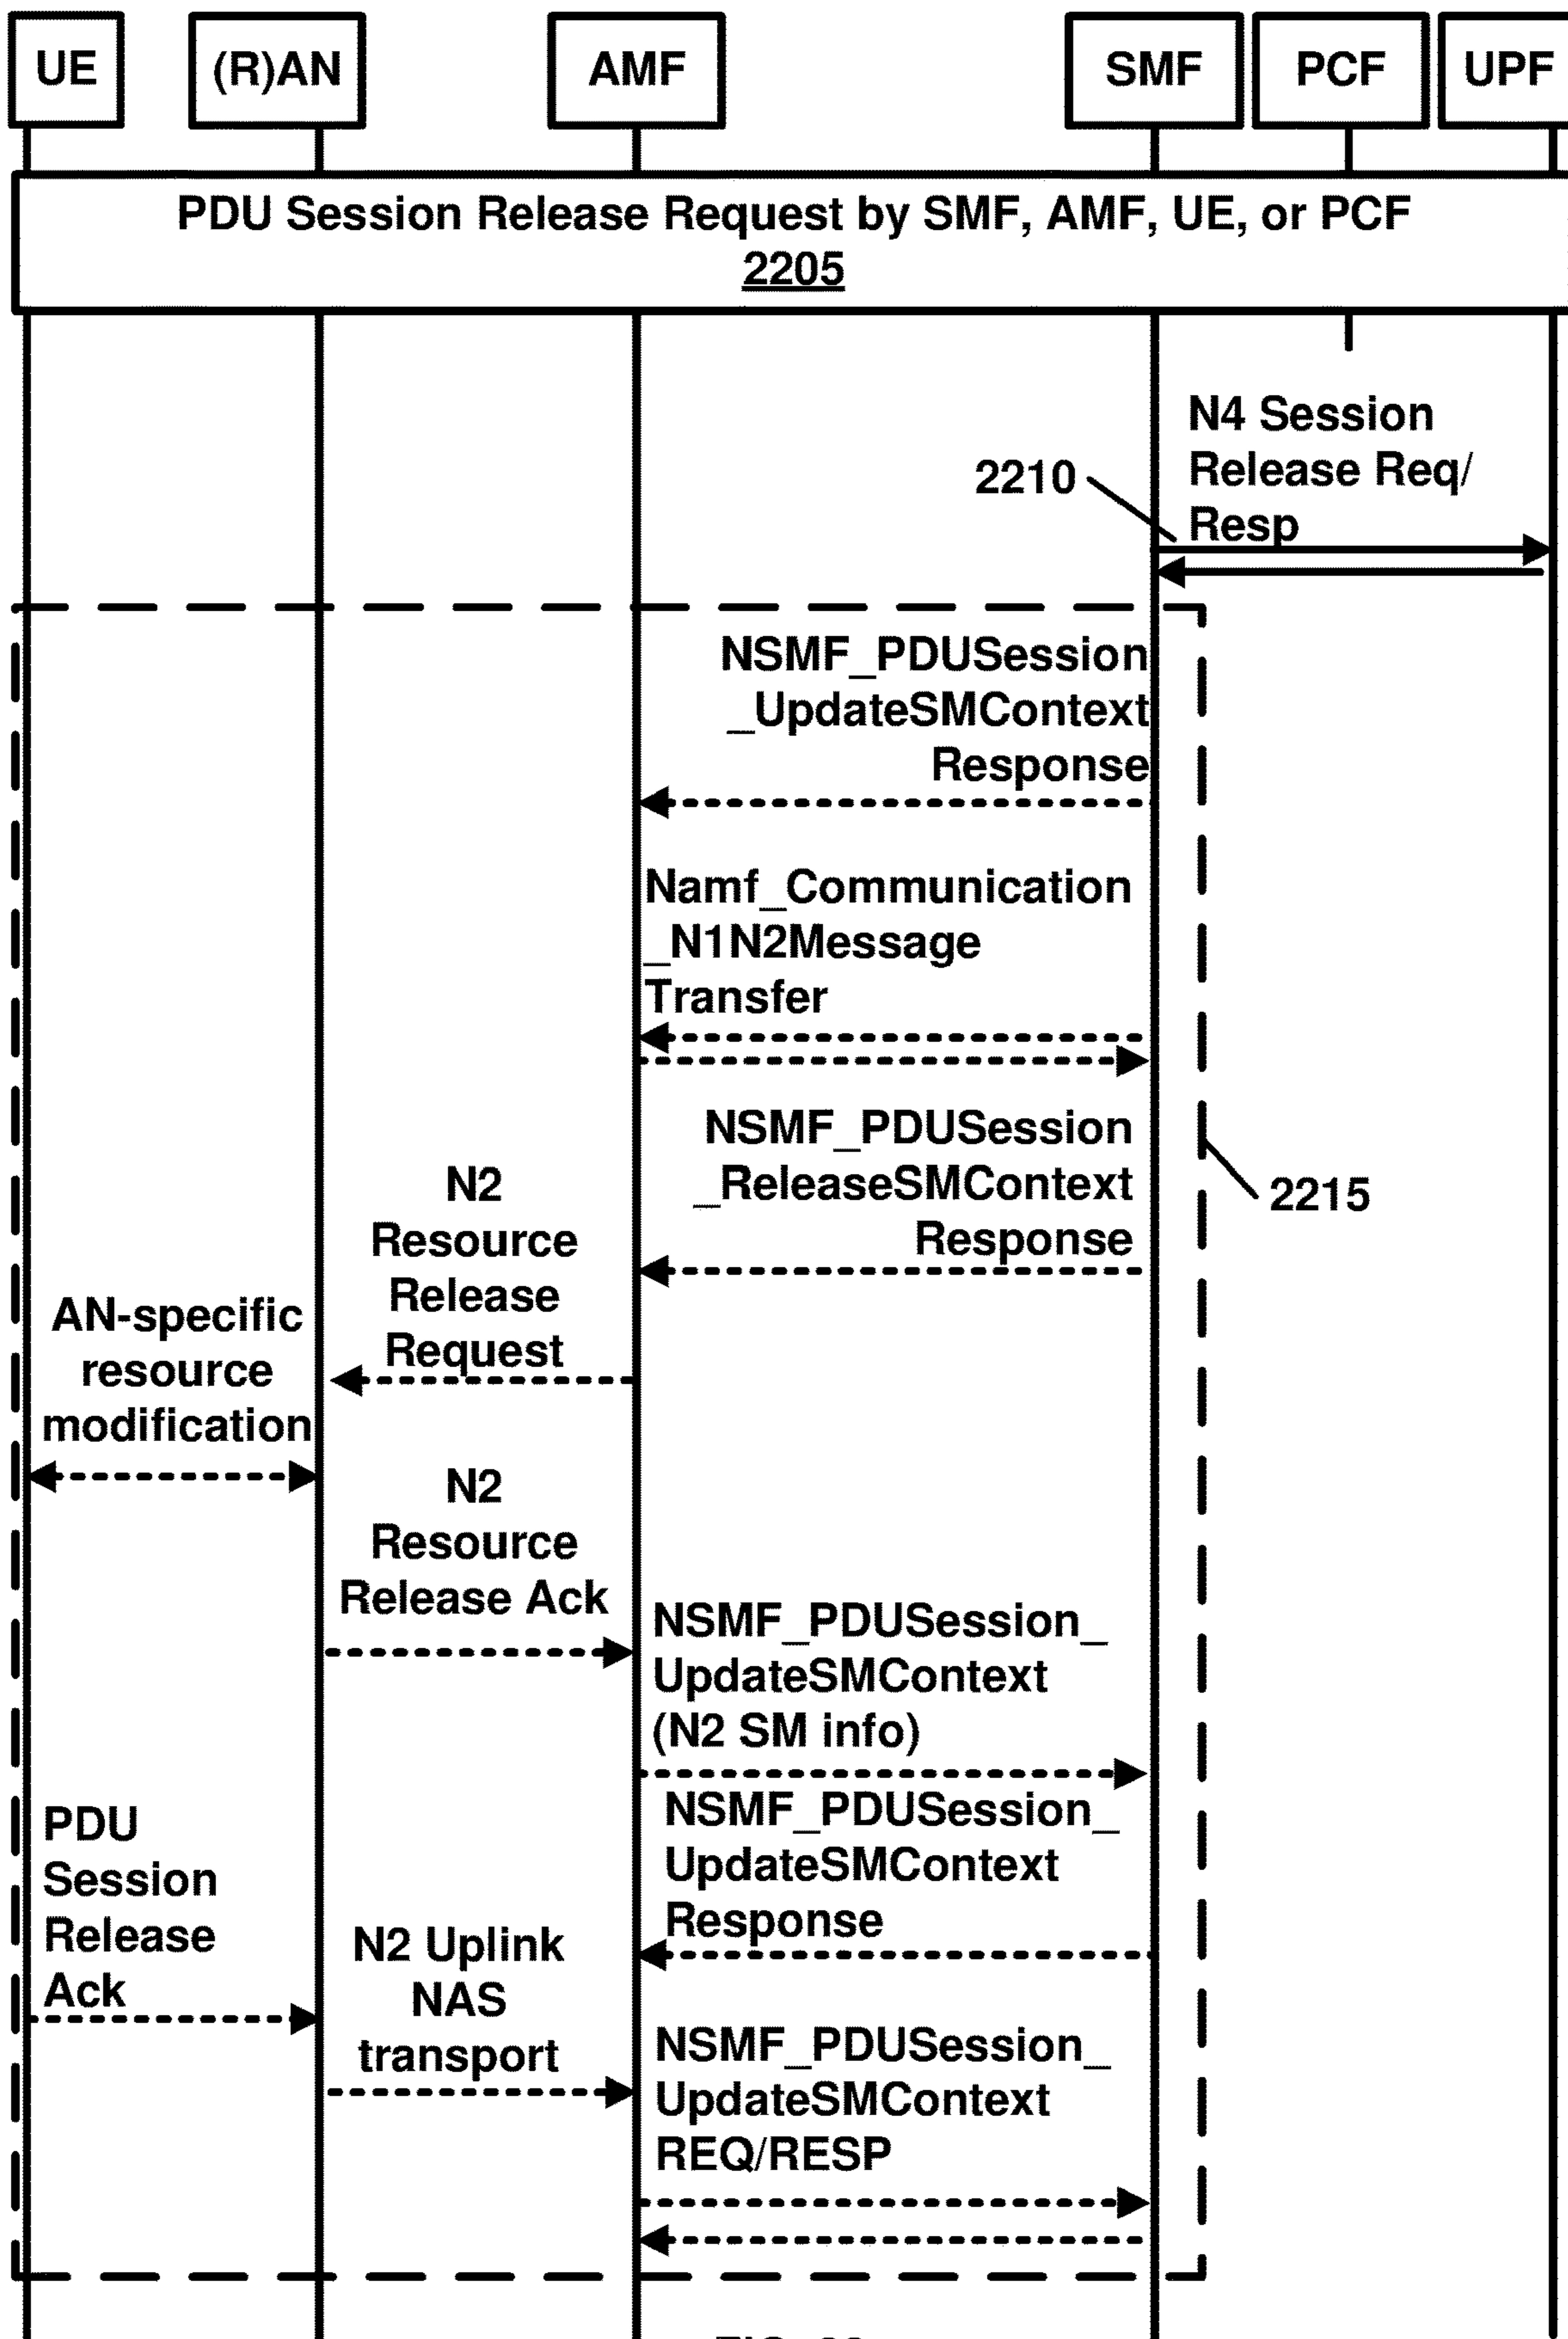 UE
(R)AN
AMF
SMF
PCF
UPF
PDU Session Release Request by SMF, AMF, UE, or PCF
2205
N4 Session
Release Req/
Resp
2210
NSMF_PDUSession
_UpdateSMContext
Response
Namf_Communication
_N1N2Message
Transfer
NSMF_PDUSession
_ReleaseSMContext
Response
2215
N2
Resource
Release
Request
AN-specific
resource
modification
N2
Resource
Release Ack
NSMF_PDUSession_
UpdateSMContext
(N2 SM info)
NSMF_PDUSession_
UpdateSMContext
Response
PDU
Session
Release
Ack
N2 Uplink
NAS
transport
NSMF_PDUSession_
UpdateSMContext
REQ/RESP